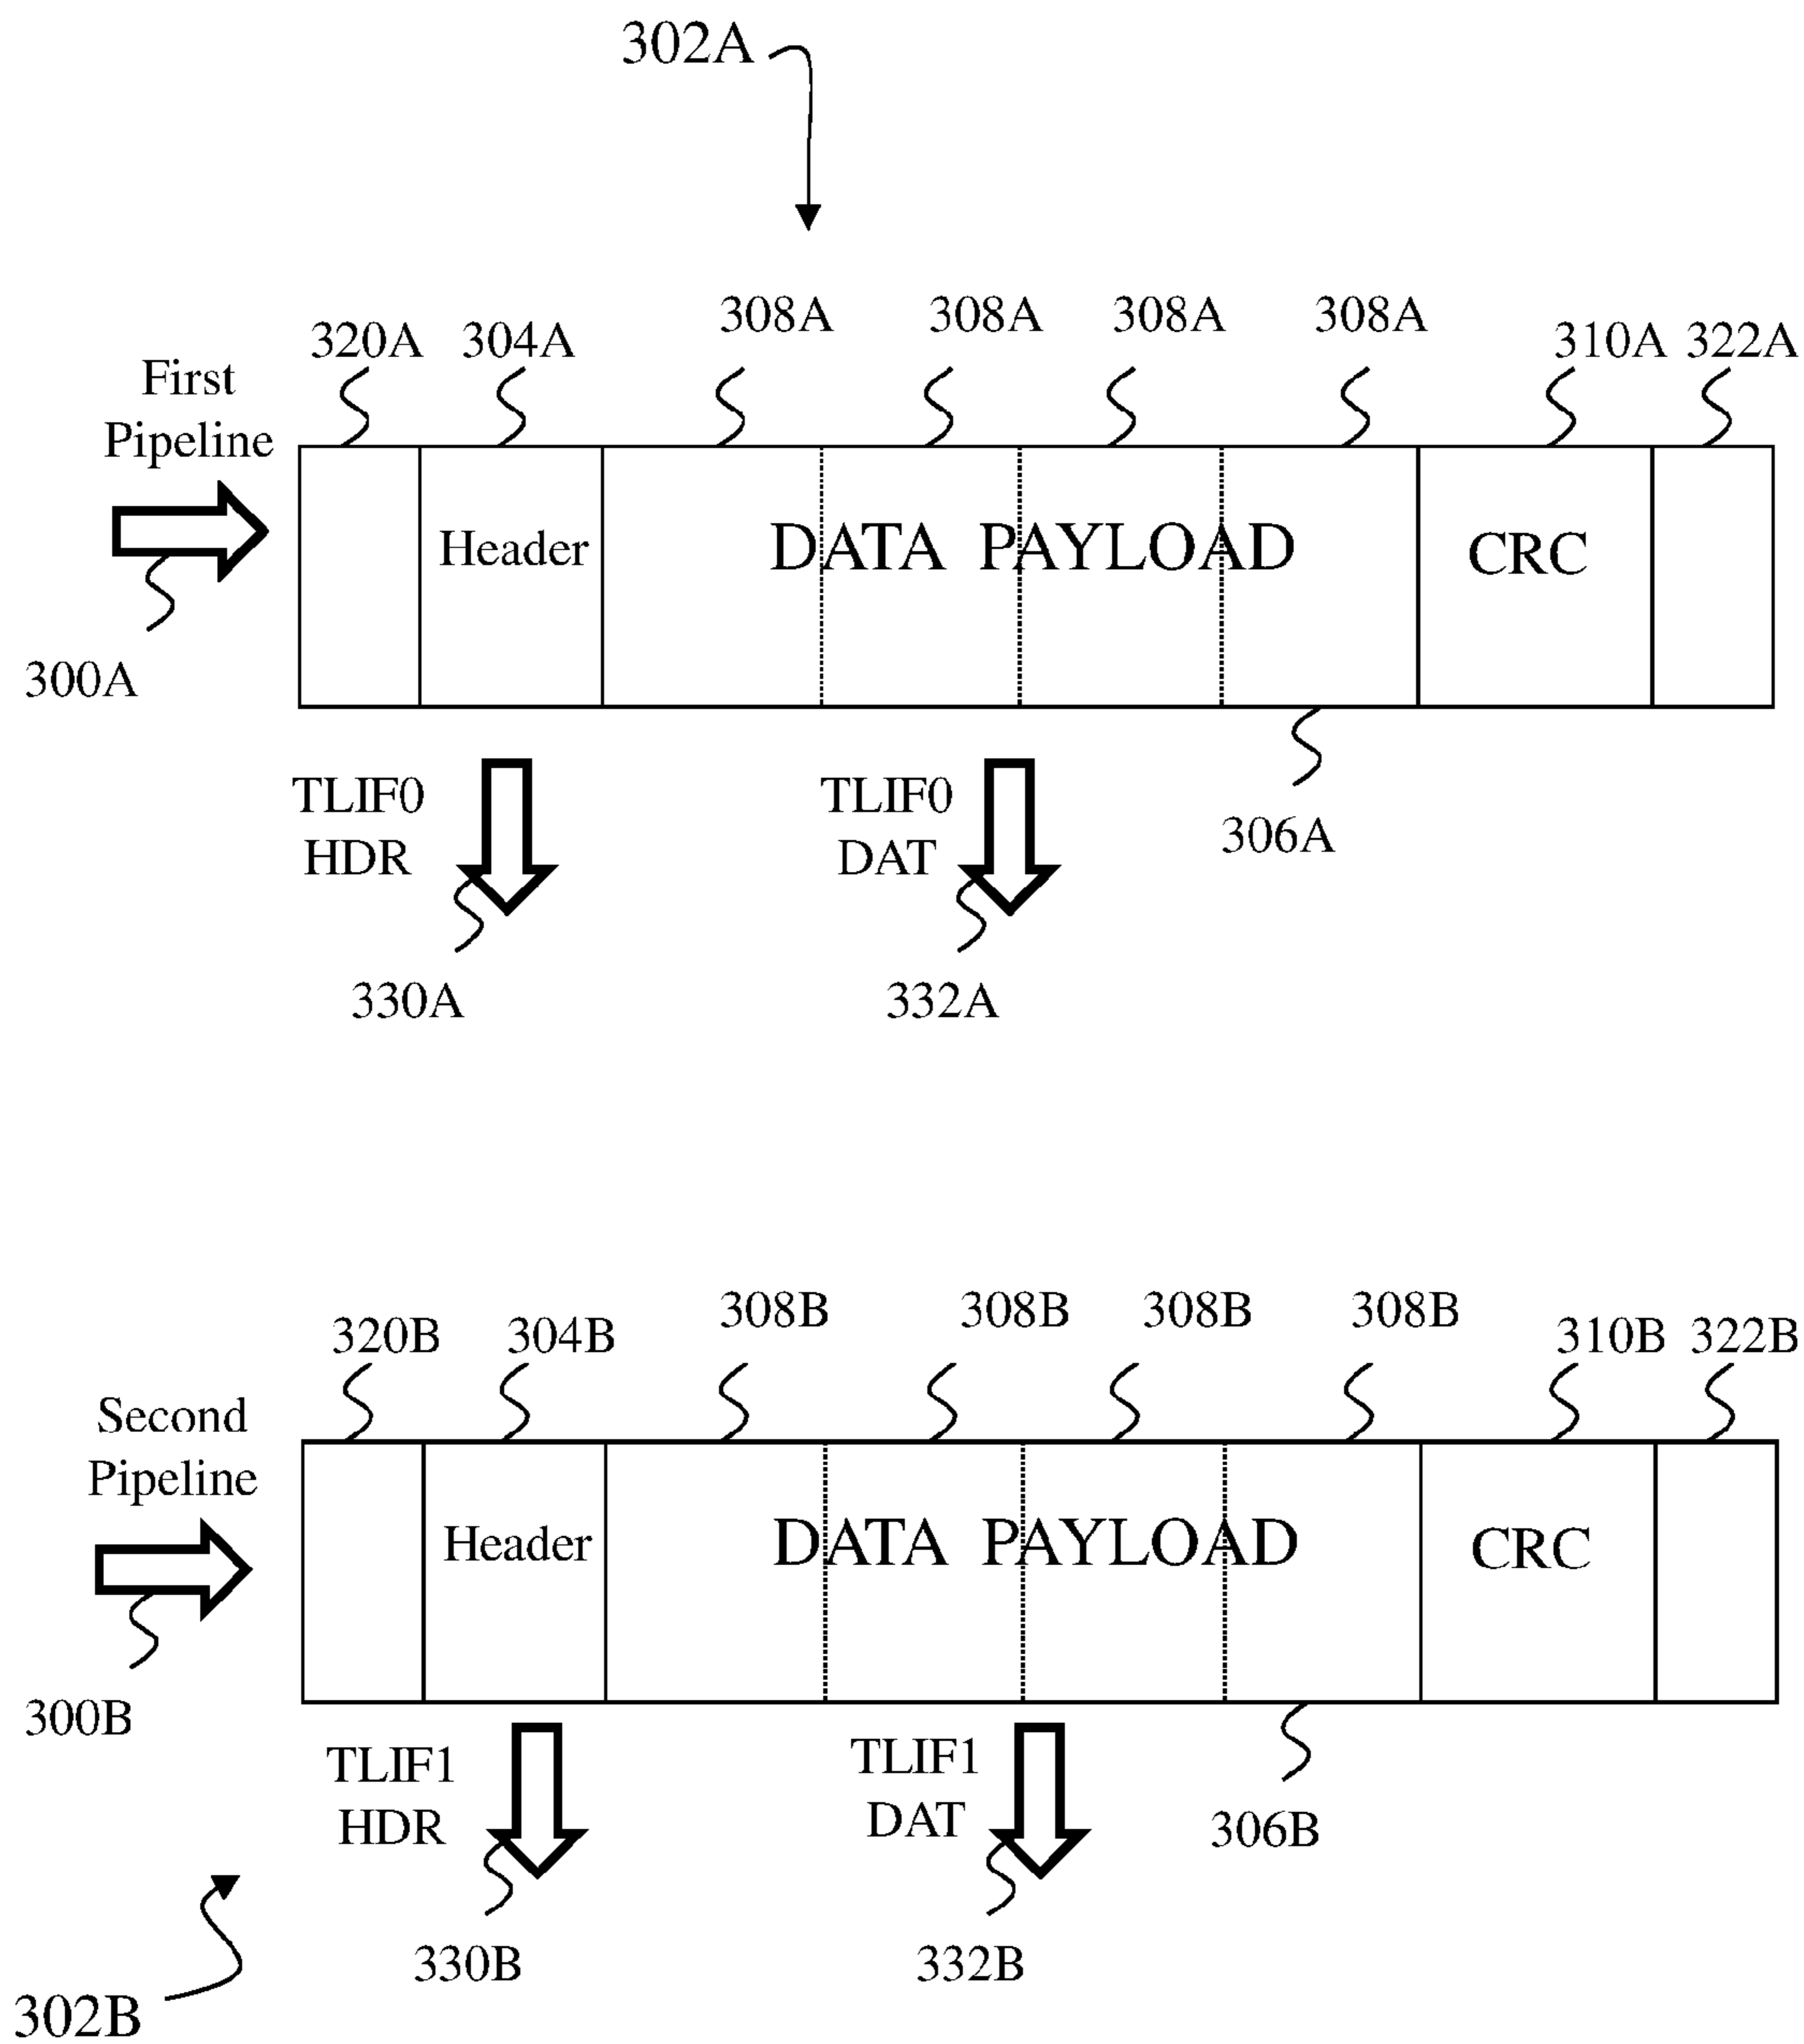 302A
308A 308A 308A 308A
320A 304A 310A 322A
First
Pipeline
Header DATA PAYLOAD CRC
300A
TLIF0 TLIF0
HDR DAT
306A
330A 332A
308B 308B 308B 308B
320B 304B 310B 322B
Second
Pipeline
Header DATA PAYLOAD CRC
300B
TLIF1 TLIF1
HDR DAT
306B
330B 332B
302B